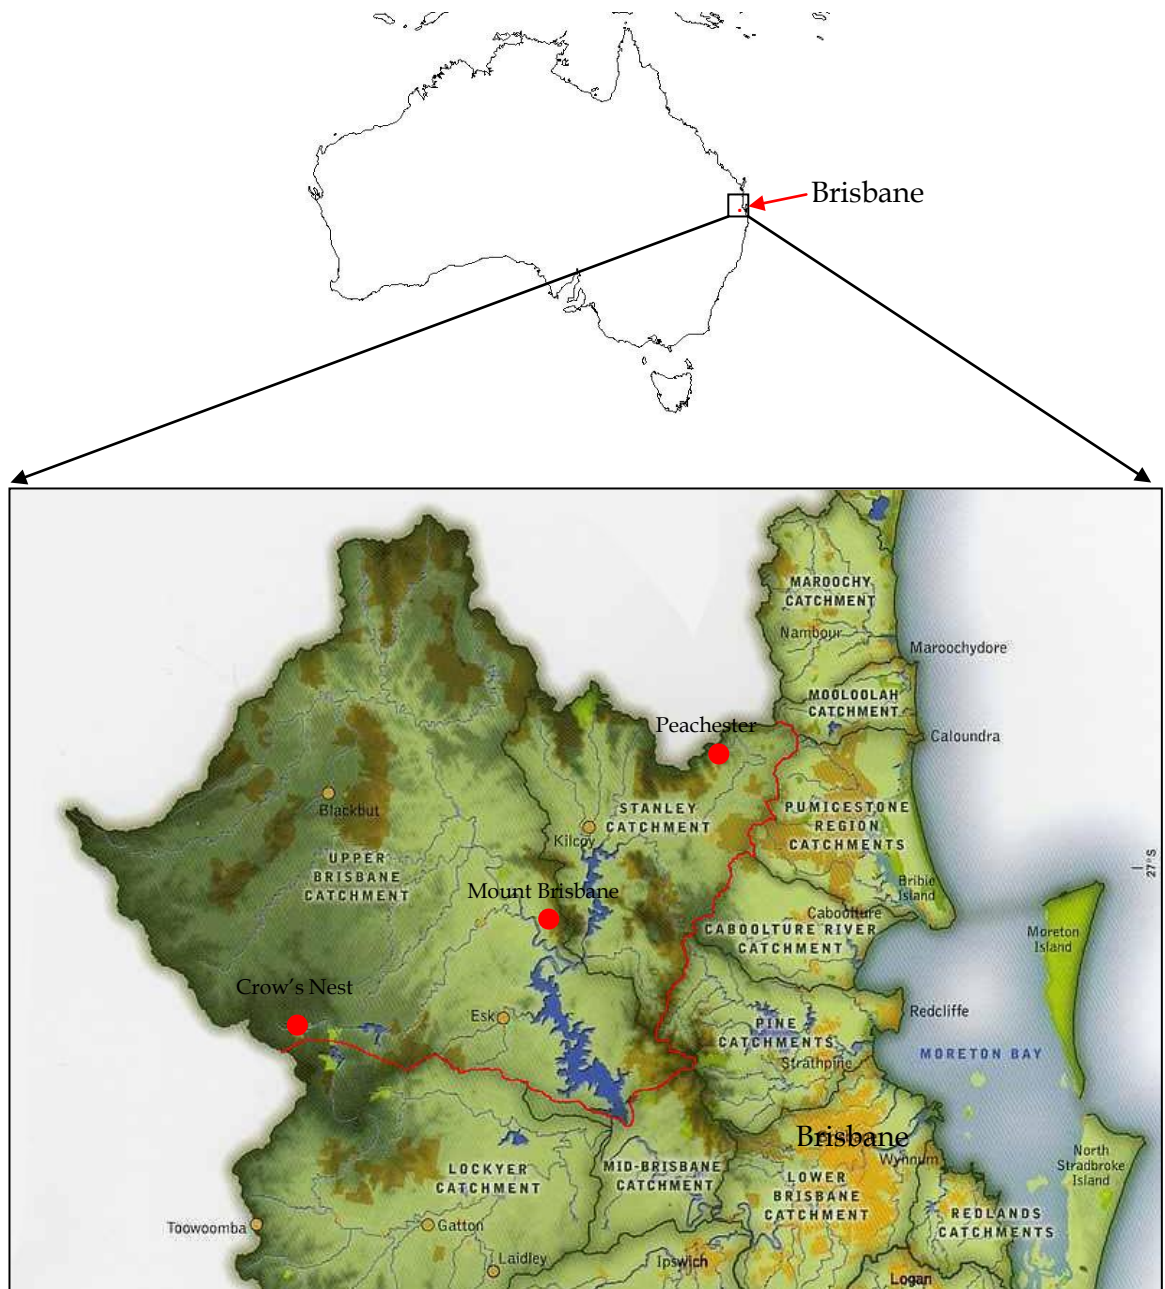 Brisbane
MAROOCHY
CATCHMENT
Nambour
Maroochydore
MOOLOOLAH
CATCHMENT
Peachester
Caloundra
Blackbut
STANLEY
CATCHMENT
PUMICESTONE
REGION
CATCHMENTS
Kilcoy
UPPER
BRISBANE
CATCHMENT
27°S
Mount Brisbane
Bribie
Island
Caboolture
CABOOLTURE RIVER
CATCHMENT
Moreton
Island
Crow's Nest
Esk
Redcliffe
PINE
CATCHMENTS
Strathpine
MORETON BAY
Brisbane
Wynnum
North
Stradbroke
Island
LOCKYER
CATCHMENT
MID-BRISBANE
CATCHMENT
LOWER
BRISBANE
CATCHMENT
REDLANDS
CATCHMENTS
Toowoomba
Gatton
Laidley
Ipswich
Logan